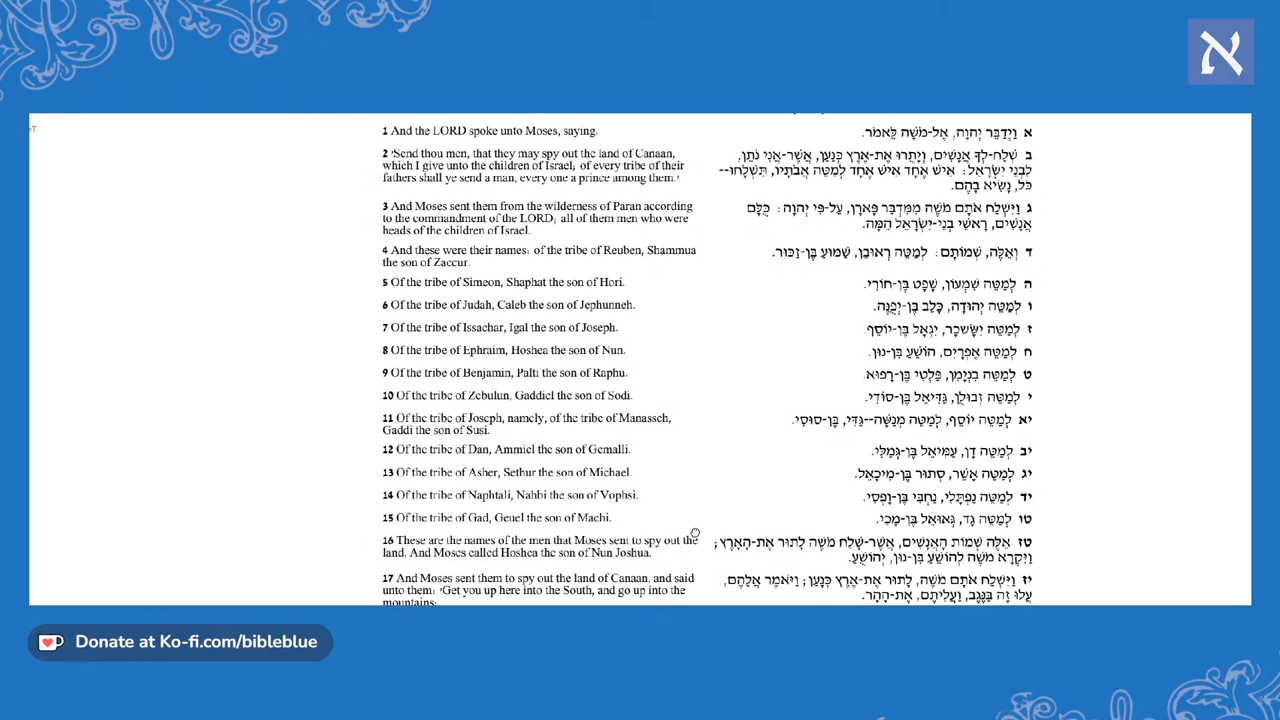 א
eT
1 And the LORD spoke unto Moses, saying.
א וַיְדַבֵּר יְהוָה, אֶל-מֹשֶׁה לֵּאמֹר.
2 'Send thou men, that they may spy out the land of Canaan,
which I give unto the children of Israel; of every tribe of their
fathers shall ye send a man, every one a prince among them.'
ב שְׁלַח-לְךָ אֲנָשִׁים, וְיָתֻרוּ אֶת-אֶרֶץ כְּנַעַן, אֲשֶׁר-אֲנִי נֹתֵן,
לִבְנֵי יִשְׂרָאֵל: אִישׁ אֶחָד אִישׁ אֶחָד לְמַטֵּה אֲבֹתָיו, תִּשְׁלָחוּ--
כֹּל, נָשִׂיא בָהֶם.
3 And Moses sent them from the wilderness of Paran according
to the commandment of the LORD; all of them men who were
heads of the children of Israel.
ג וַיִּשְׁלַח אֹתָם מֹשֶׁה מִמִּדְבַּר פָּארָן, עַל-פִּי יְהוָה: כֻּלָּם
אֲנָשִׁים, רָאשֵׁי בְנֵי-יִשְׂרָאֵל הֵמָּה.
4 And these were their names: of the tribe of Reuben, Shammua
the son of Zaccur.
ד וְאֵלֶּה, שְׁמוֹתָם: לְמַטֵּה רְאוּבֵן, שַׁמּוּעַ בֶּן-זַכּוּר.
5 Of the tribe of Simeon, Shaphat the son of Hori.
ה לְמַטֵּה שִׁמְעוֹן, שָׁפָט בֶּן-חוֹרִי.
6 Of the tribe of Judah, Caleb the son of Jephunneh.
ו לְמַטֵּה יְהוּדָה, כָּלֵב בֶּן-יְפֻנֶּה.
7 Of the tribe of Issachar, Igal the son of Joseph.
ז לְמַטֵּה יִשָּׂשכָר, יִגְאָל בֶּן-יוֹסֵף.
8 Of the tribe of Ephraim, Hoshea the son of Nun.
ח לְמַטֵּה אֶפְרָיִם, הוֹשֵׁעַ בִּן-נוּן.
9 Of the tribe of Benjamin, Palti the son of Raphu.
ט לְמַטֵּה בִנְיָמִן, פַּלְטִי בֶּן-רָפוּא.
10 Of the tribe of Zebulun, Gaddiel the son of Sodi.
י לְמַטֵּה זְבוּלֻן, גַּדִּיאֵל בֶּן-סוֹדִי.
11 Of the tribe of Joseph, namely, of the tribe of Manasseh,
Gaddi the son of Susi.
יא לְמַטֵּה יוֹסֵף, לְמַטֵּה מְנַשֶּׁה--גַּדִּי, בֶּן-סוּסִי.
12 Of the tribe of Dan, Ammiel the son of Gemalli.
יב לְמַטֵּה דָן, עַמִּיאֵל בֶּן-גְּמַלִּי.
13 Of the tribe of Asher, Sethur the son of Michael.
יג לְמַטֵּה אָשֵׁר, סְתוּר בֶּן-מִיכָאֵל.
14 Of the tribe of Naphtali, Nahbi the son of Vophsi.
יד לְמַטֵּה נַפְתָּלִי, נַחְבִּי בֶּן-וָפְסִי.
15 Of the tribe of Gad, Geuel the son of Machi.
טו לְמַטֵּה גָד, גְּאוּאֵל בֶּן-מָכִי.
16 These are the names of the men that Moses sent to spy out the
land. And Moses called Hoshea the son of Nun Joshua.
טז אֵלֶּה שְׁמוֹת הָאֲנָשִׁים, אֲשֶׁר-שָׁלַח מֹשֶׁה לָתוּר אֶת-הָאָרֶץ;
וַיִּקְרָא מֹשֶׁה לְהוֹשֵׁעַ בִּן-נוּן, יְהוֹשֻׁעַ.
17 And Moses sent them to spy out the land of Canaan, and said
unto them: 'Get you up here into the South, and go up into the
mountains;
יז וַיִּשְׁלַח אֹתָם מֹשֶׁה, לָתוּר אֶת-אֶרֶץ כְּנָעַן; וַיֹּאמֶר אֲלֵהֶם,
עֲלוּ זֶה בַּנֶּגֶב, וַעֲלִיתֶם, אֶת-הָהָר.
Donate at Ko-fi.com/bibleblue